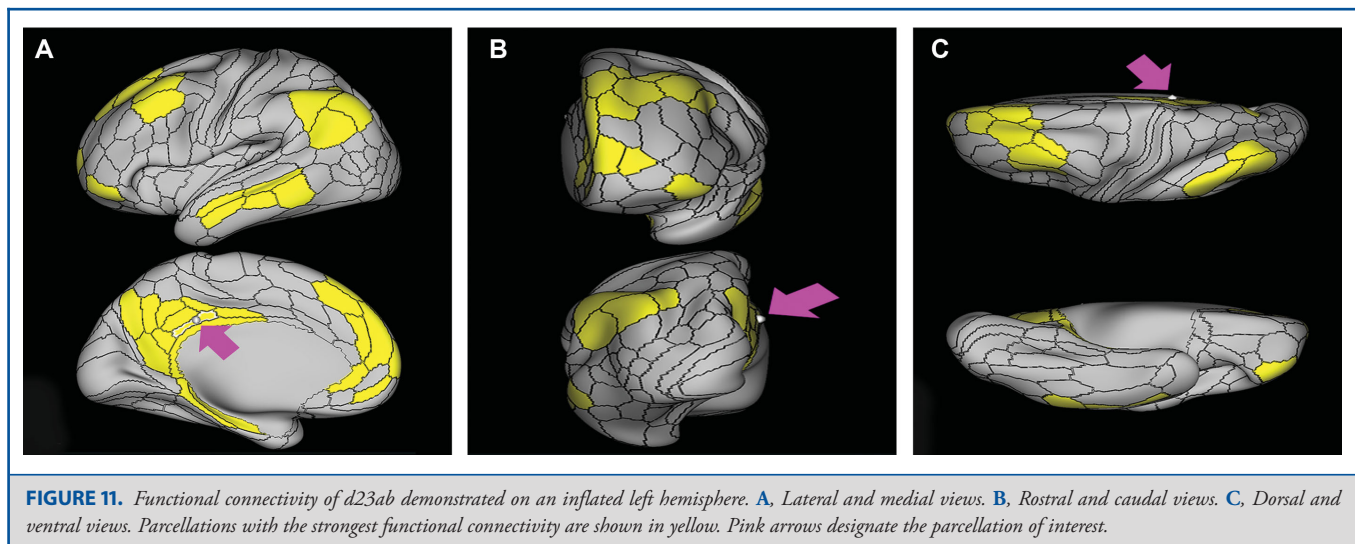 A
B
C
FIGURE 11. Functional connectivity of d23ab demonstrated on an inflated left hemisphere. A, Lateral and medial views. B, Rostral and caudal views. C, Dorsal and
ventral views. Parcellations with the strongest functional connectivity are shown in yellow. Pink arrows designate the parcellation of interest.